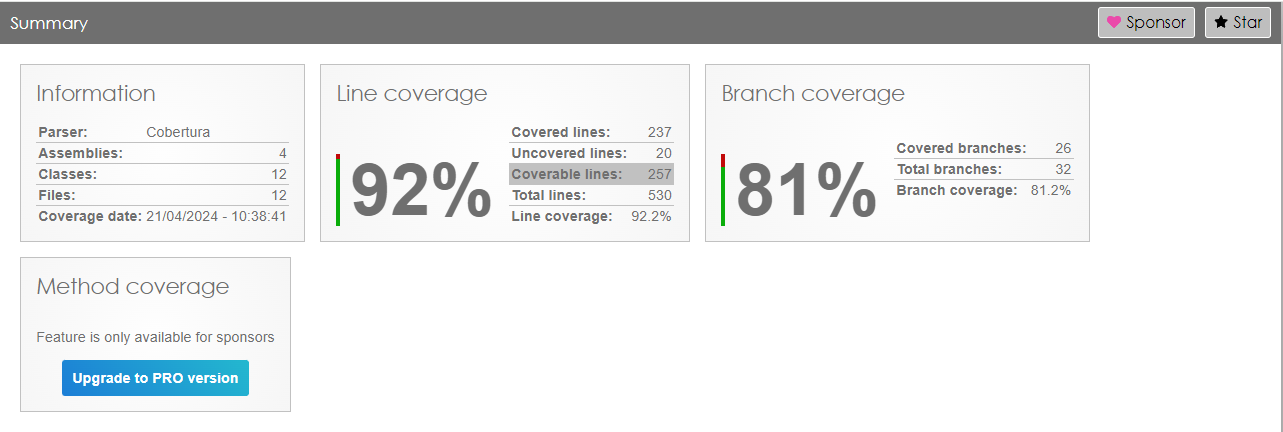 Summary
Sponsor
Star
Information
Parser: Cobertura
Assemblies: 4
Classes: 12
Files: 12
Coverage date: 21/04/2024 - 10:38:41
Line coverage
92%
Covered lines: 237
Uncovered lines: 20
Coverable lines: 257
Total lines: 530
Line coverage: 92.2%
Branch coverage
81%
Covered branches: 26
Total branches: 32
Branch coverage: 81.2%
Method coverage
Feature is only available for sponsors
Upgrade to PRO version